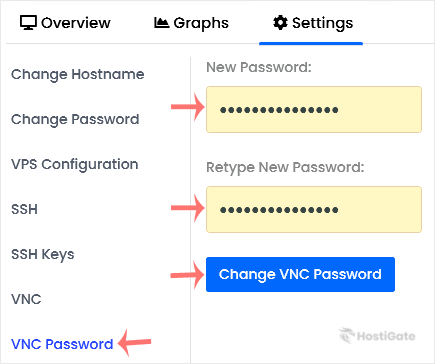 Overview Graphs Settings
Change Hostname
Change Password
VPS Configuration
SSH
SSH Keys
VNC
VNC Password
New Password:
•••••••••••••••
Retype New Password:
•••••••••••••••
Change VNC Password
HostiGate